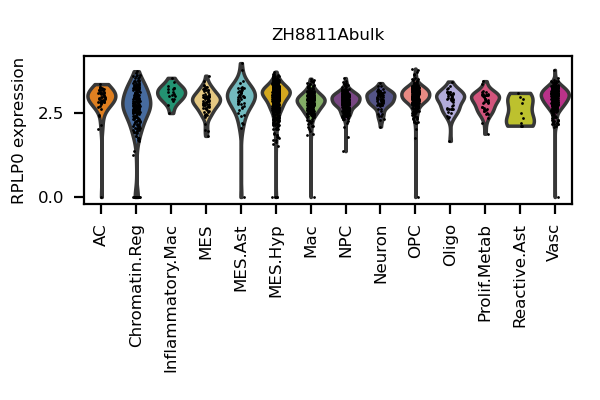 ZH8811Abulk
RPLP0 expression
2.5
0.0
AC
Chromatin.Reg
Inflammatory.Mac
MES
MES.Ast
MES.Hyp
Mac
NPC
Neuron
OPC
Oligo
Prolif.Metab
Reactive.Ast
Vasc